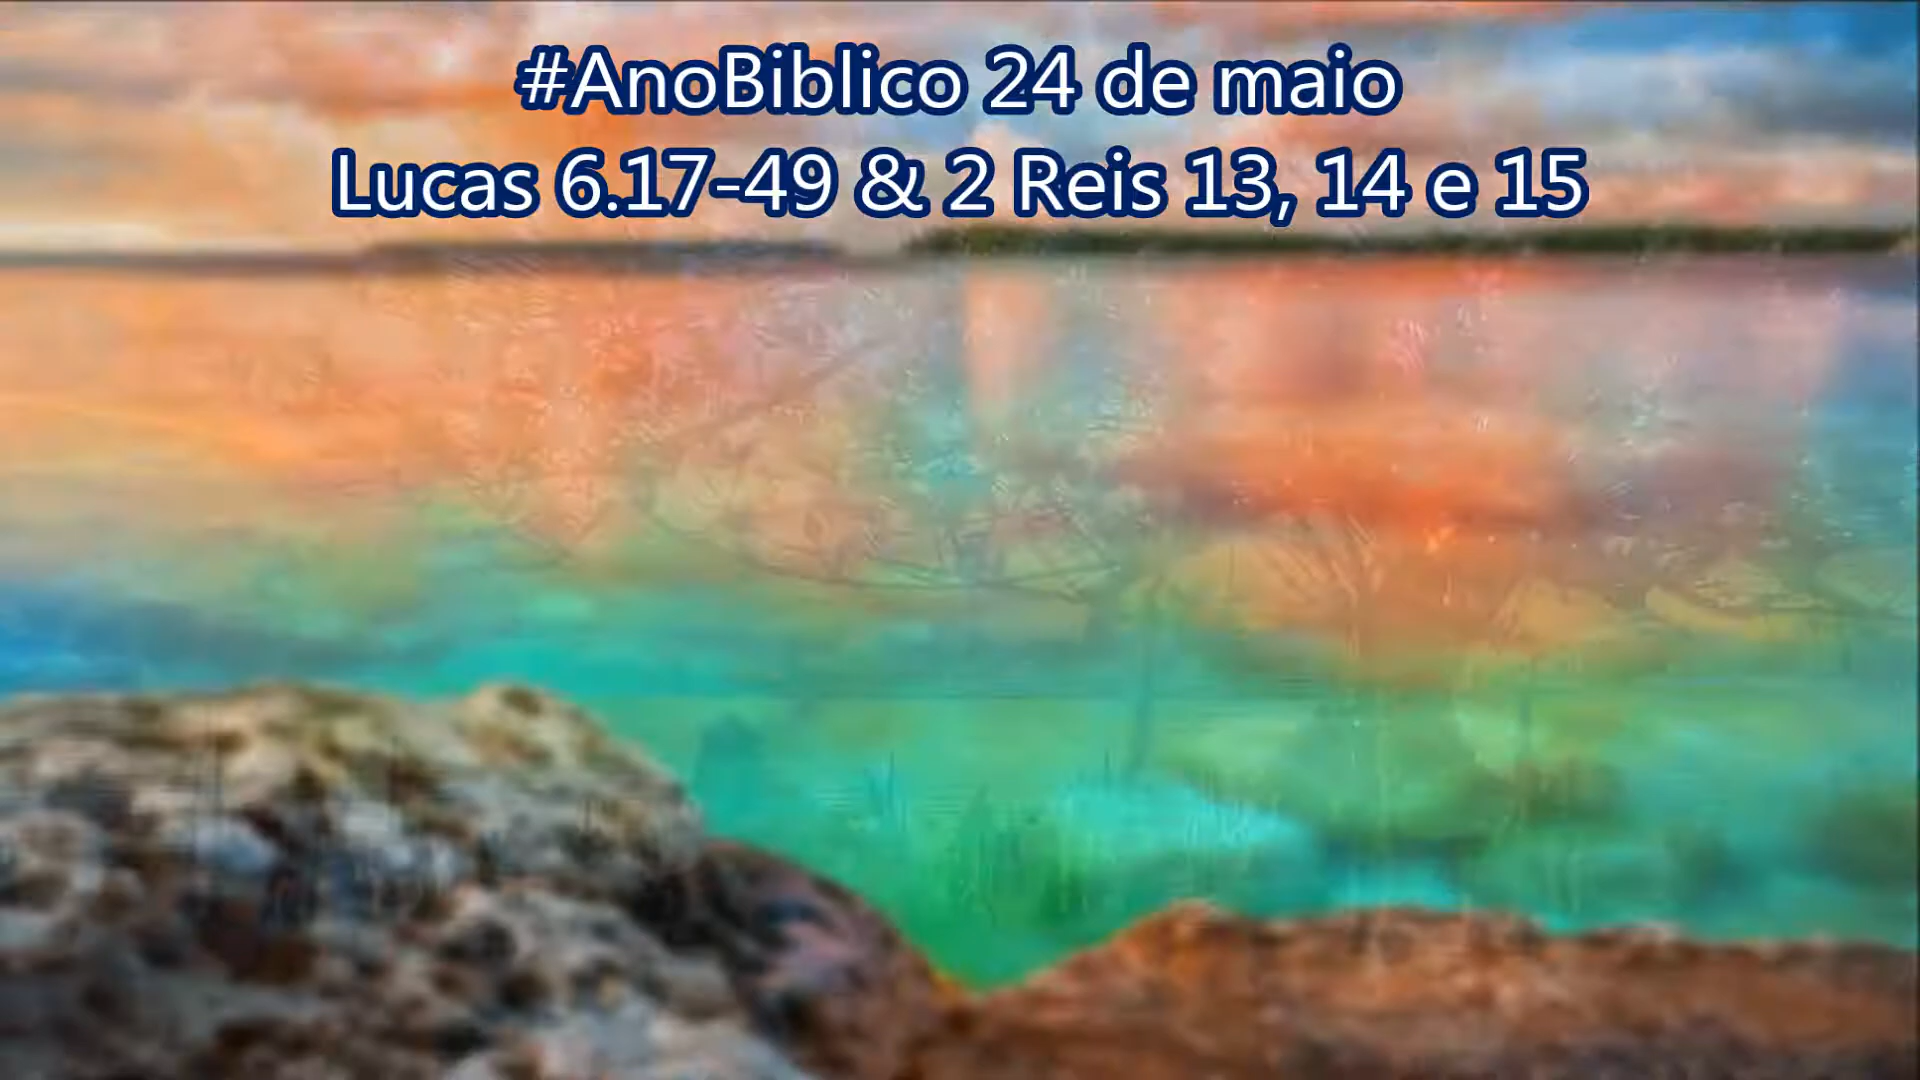 #AnoBiblico 24 de maio
Lucas 6.17-49 & 2 Reis 13, 14 e 15